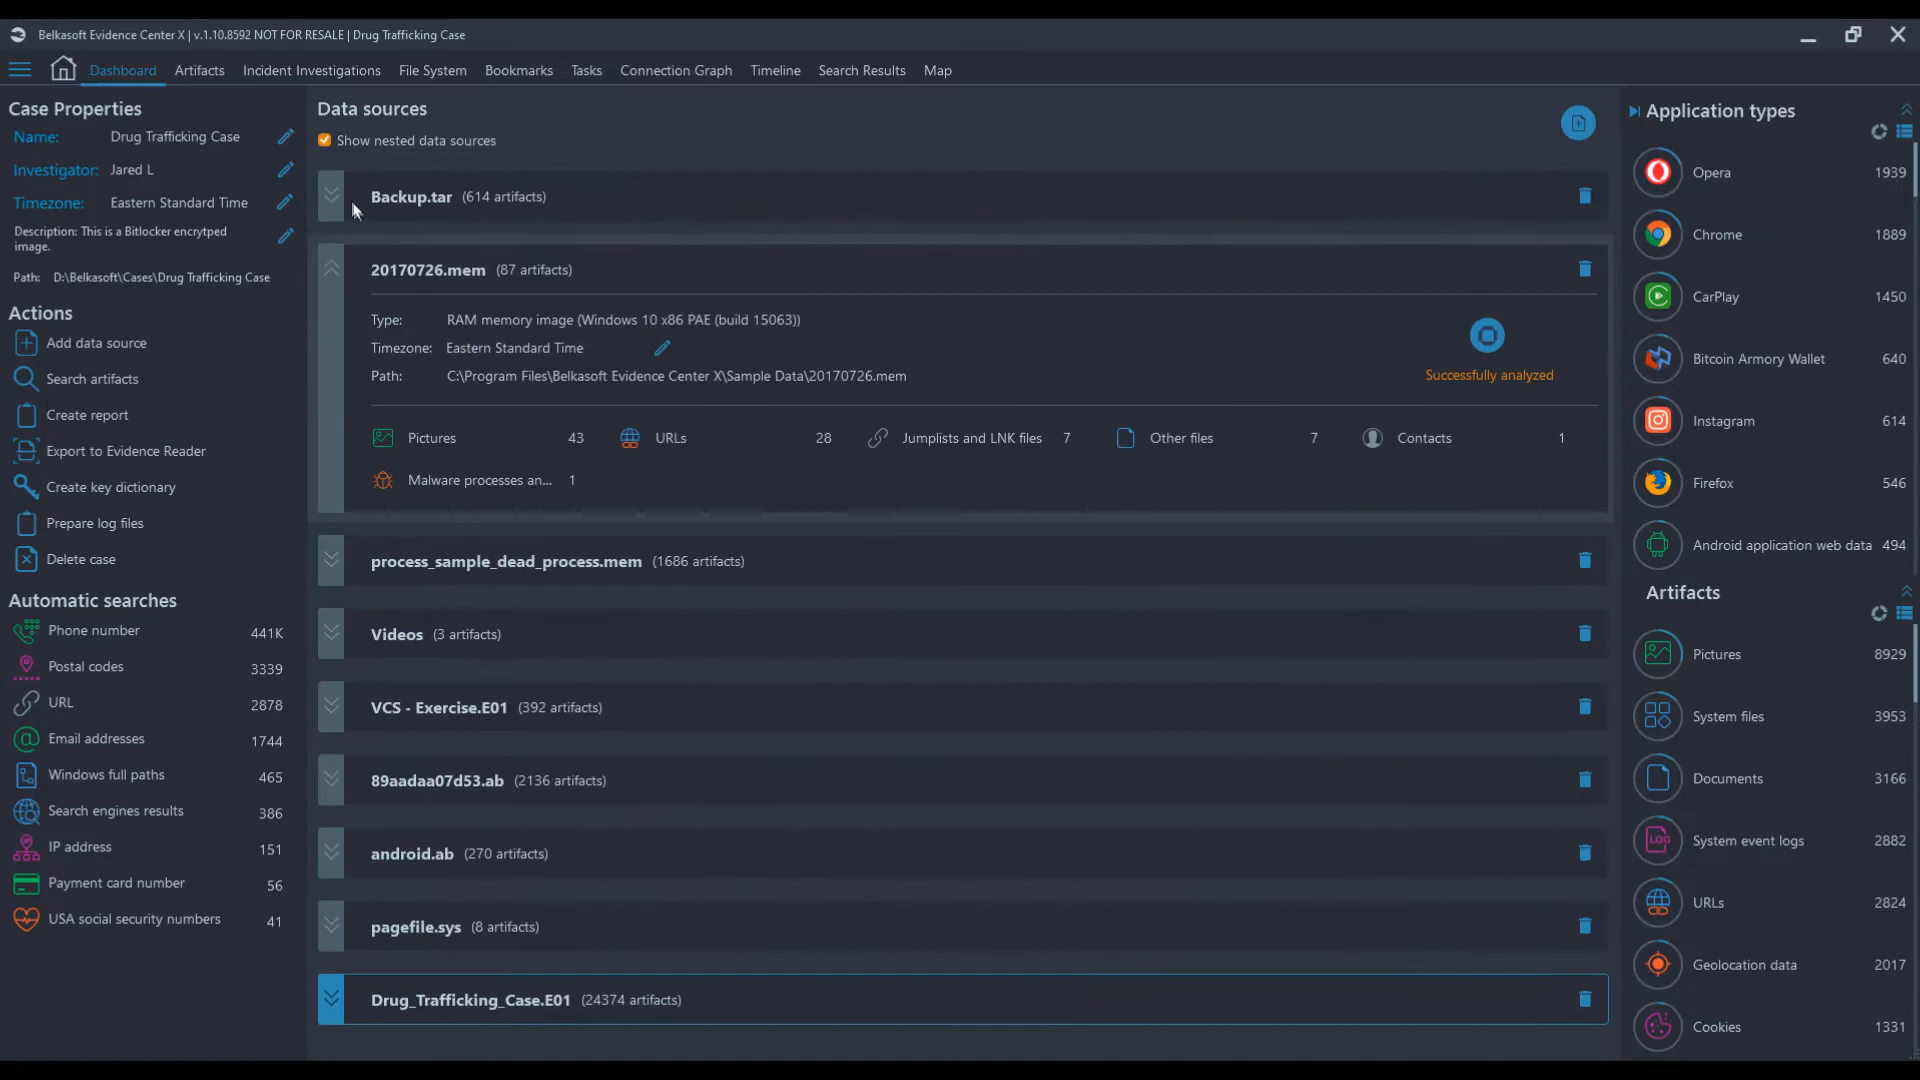 Belkasoft Evidence Center X | v.1.10.8592 NOT FOR RESALE | Drug Trafficking Case
Dashboard Artifacts Incident Investigations File System Bookmarks Tasks Connection Graph Timeline Search Results Map
Case Properties
Name: Drug Trafficking Case
Investigator: Jared L
Timezone: Eastern Standard Time
Description: This is a Bitlocker encrytped
image.
Path: D:\Belkasoft\Cases\Drug Trafficking Case
Actions
Add data source
Search artifacts
Create report
Export to Evidence Reader
Create key dictionary
Prepare log files
Delete case
Automatic searches
Phone number 441K
Postal codes 3339
URL 2878
Email addresses 1744
Windows full paths 465
Search engines results 386
IP address 151
Payment card number 56
USA social security numbers 41
Data sources
Show nested data sources
Backup.tar (614 artifacts)
20170726.mem (87 artifacts)
Type: RAM memory image (Windows 10 x86 PAE (build 15063))
Timezone: Eastern Standard Time
Path: C:\Program Files\Belkasoft Evidence Center X\Sample Data\20170726.mem
Successfully analyzed
Pictures 43 URLs 28 Jumplists and LNK files 7 Other files 7 Contacts 1
Malware processes an... 1
process_sample_dead_process.mem (1686 artifacts)
Videos (3 artifacts)
VCS - Exercise.E01 (392 artifacts)
89aadaa07d53.ab (2136 artifacts)
android.ab (270 artifacts)
pagefile.sys (8 artifacts)
Drug_Trafficking_Case.E01 (24374 artifacts)
Application types
Opera 1939
Chrome 1889
CarPlay 1450
Bitcoin Armory Wallet 640
Instagram 614
Firefox 546
Android application web data 494
Artifacts
Pictures 8929
System files 3953
Documents 3166
LOG System event logs 2882
URLs 2824
Geolocation data 2017
Cookies 1331